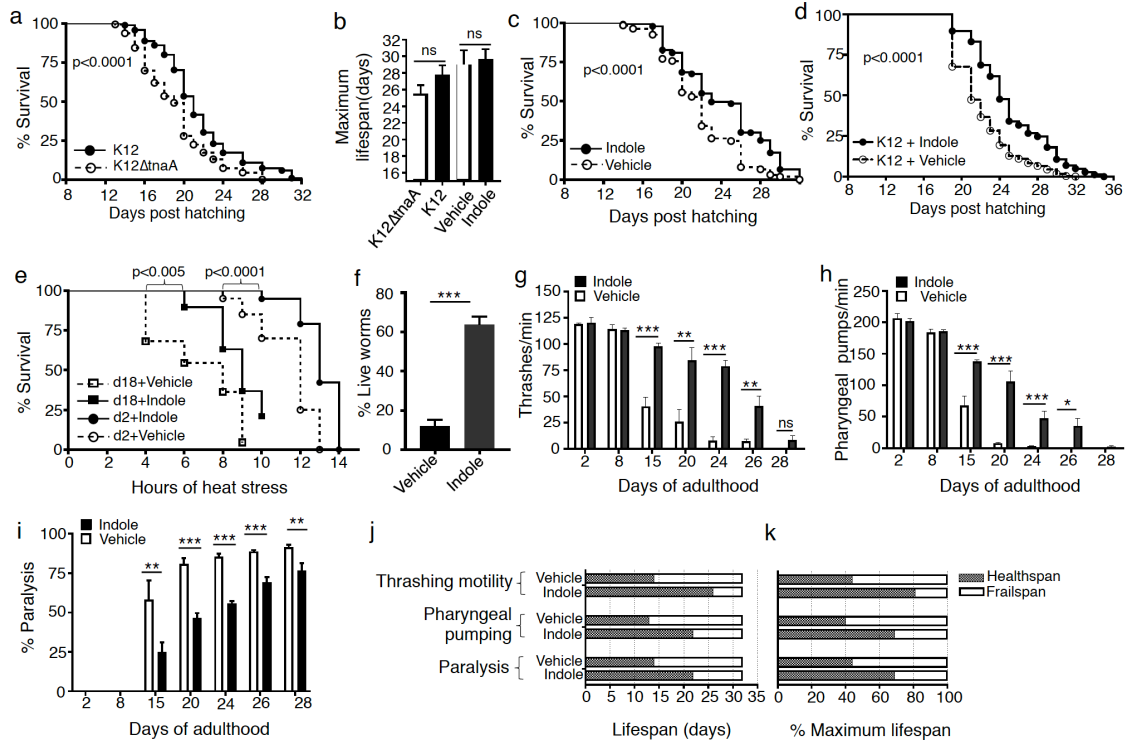 a
% Survival
100
75
50
25
0
p<0.0001
K12
K12ΔtnaA
8 12 16 20 24 28 32
Days post hatching
b
Maximum
lifespan(days)
32
30
28
26
24
22
20
18
16
ns
ns
K12ΔtnaA
K12
Vehicle
Indole
c
% Survival
100
75
50
25
0
p<0.0001
Indole
Vehicle
8 12 16 20 24 28 32
Days post hatching
d
% Survival
100
75
50
25
0
p<0.0001
K12 + Indole
K12 + Vehicle
8 12 16 20 24 28 32 36
Days post hatching
e
% Survival
100
75
50
25
0
p<0.005 p<0.0001
d18+Vehicle
d18+Indole
d2+Indole
d2+Vehicle
0 2 4 6 8 10 12 14
Hours of heat stress
f
% Live worms
80
60
40
20
0
***
Vehicle
Indole
g
Indole
Vehicle
Thrashes/min
150
125
100
75
50
25
0
*** ** *** ** ns
2 8 15 20 24 26 28
Days of adulthood
h
Indole
Vehicle
Pharyngeal pumps/min
250
200
150
100
50
0
*** *** *** *
2 8 15 20 24 26 28
Days of adulthood
i
Indole
Vehicle
% Paralysis
100
75
50
25
0
** *** *** *** **
2 8 15 20 24 26 28
Days of adulthood
j
Thrashing motility
Vehicle
Indole
Pharyngeal
pumping
Vehicle
Indole
Paralysis
Vehicle
Indole
0 5 10 15 20 25 30 35
Lifespan (days)
k
Healthspan
Frailspan
0 20 40 60 80 100
% Maximum lifespan